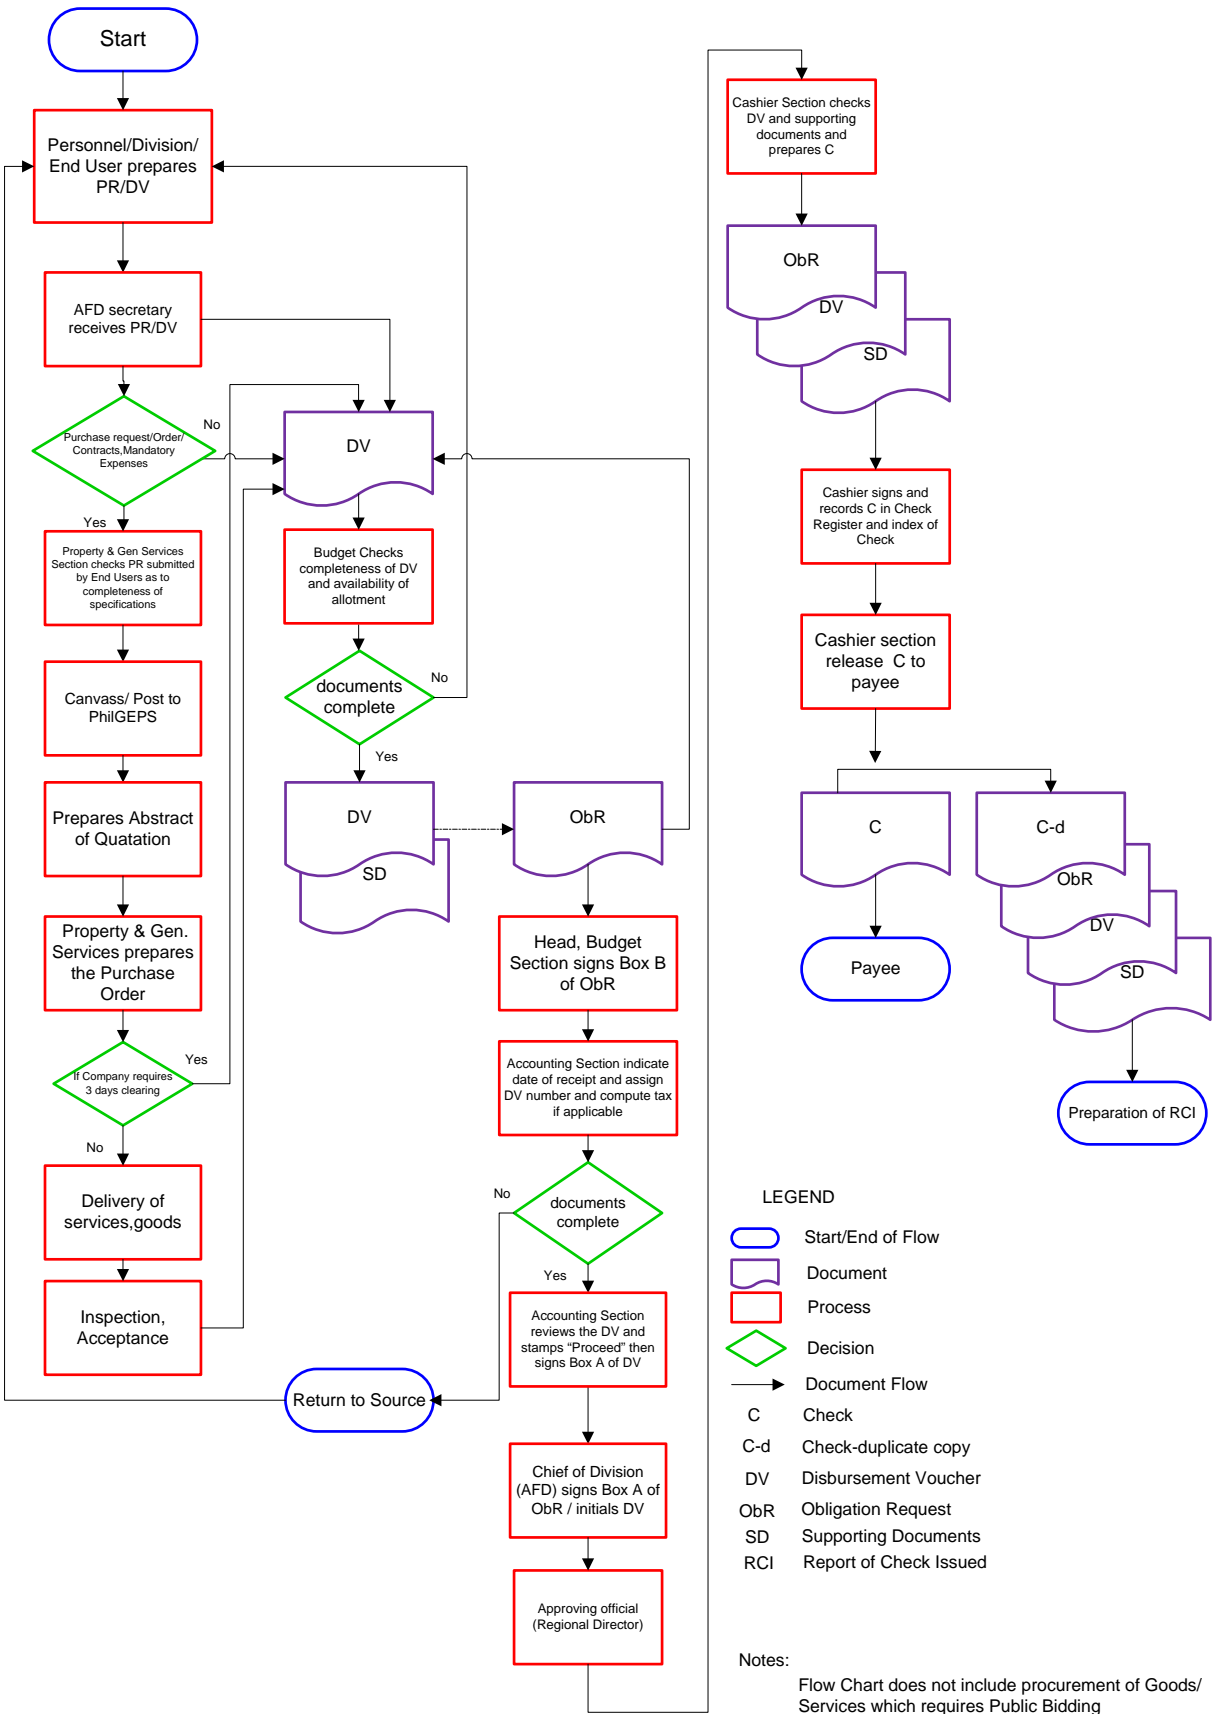 Start
Personnel/Division/
End User prepares
PR/DV
AFD secretary
receives PR/DV
Purchase request/Order/
Contracts,Mandatory
Expenses
No
Yes
Property & Gen Services
Section checks PR submitted
by End Users as to
completeness of
specifications
Canvass/ Post to
PhilGEPS
Prepares Abstract
of Quatation
Property & Gen.
Services prepares
the Purchase
Order
If Company requires
3 days clearing
Yes
No
Delivery of
services,goods
Inspection,
Acceptance
DV
Budget Checks
completeness of DV
and availability of
allotment
documents
complete
No
Yes
DV
SD
ObR
Head, Budget
Section signs Box B
of ObR
Accounting Section indicate
date of receipt and assign
DV number and compute tax
if applicable
documents
complete
No
Yes
Return to Source
Accounting Section
reviews the DV and
stamps “Proceed” then
signs Box A of DV
Chief of Division
(AFD) signs Box A of
ObR / initials DV
Approving official
(Regional Director)
Cashier Section checks
DV and supporting
documents and
prepares C
ObR
DV
SD
Cashier signs and
records C in Check
Register and index of
Check
Cashier section
release C to
payee
C
Payee
C-d
ObR
DV
SD
Preparation of RCI
LEGEND
Start/End of Flow
Document
Process
Decision
Document Flow
C Check
C-d Check-duplicate copy
DV Disbursement Voucher
ObR Obligation Request
SD Supporting Documents
RCI Report of Check Issued
Notes:
Flow Chart does not include procurement of Goods/
Services which requires Public Bidding